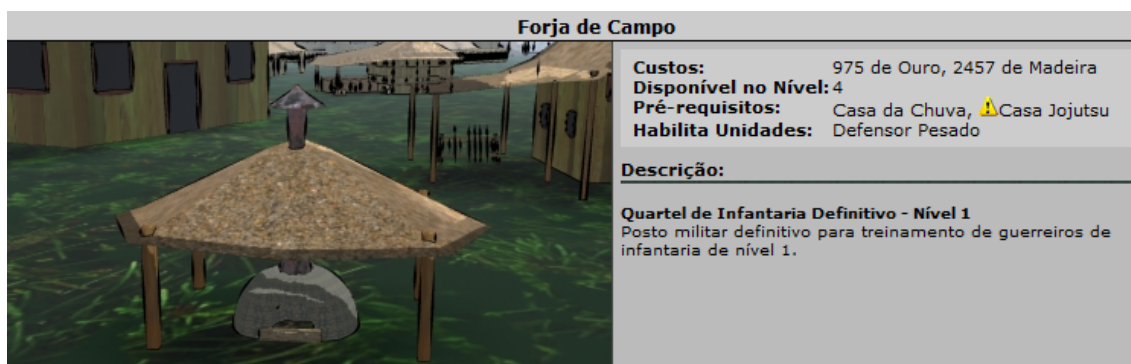 Forja de Campo
Custos: 975 de Ouro, 2457 de Madeira
Disponível no Nível: 4
Pré-requisitos: Casa da Chuva, Casa Jojutsu
Habilita Unidades: Defensor Pesado
Descrição:
Quartel de Infantaria Definitivo - Nível 1
Posto militar definitivo para treinamento de guerreiros de
infantaria de nível 1.